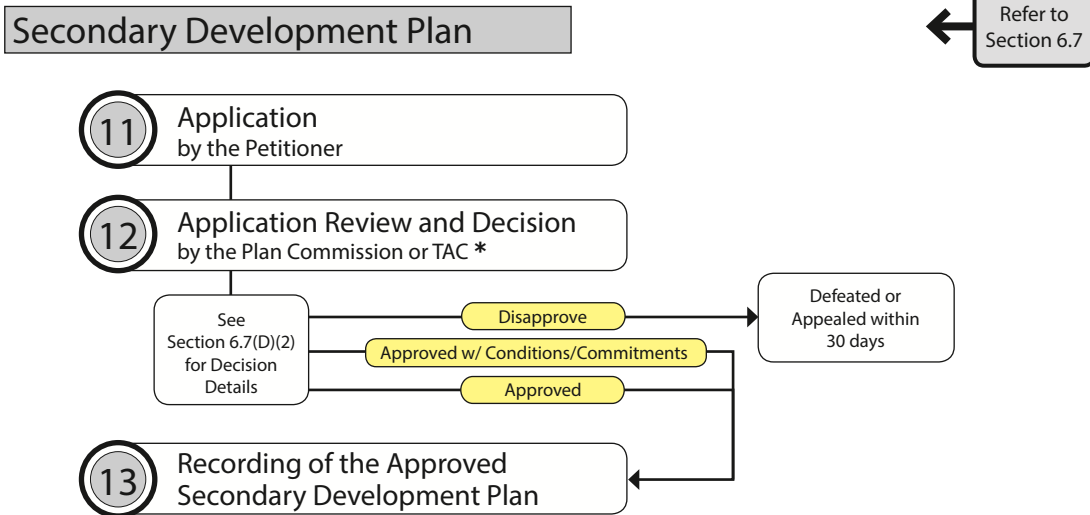 Secondary Development Plan
Refer to
Section 6.7
11
Application
by the Petitioner
12
Application Review and Decision
by the Plan Commission or TAC *
See
Section 6.7(D)(2)
for Decision
Details
Disapprove
Approved w/ Conditions/Commitments
Approved
Defeated or
Appealed within
30 days
13
Recording of the Approved
Secondary Development Plan